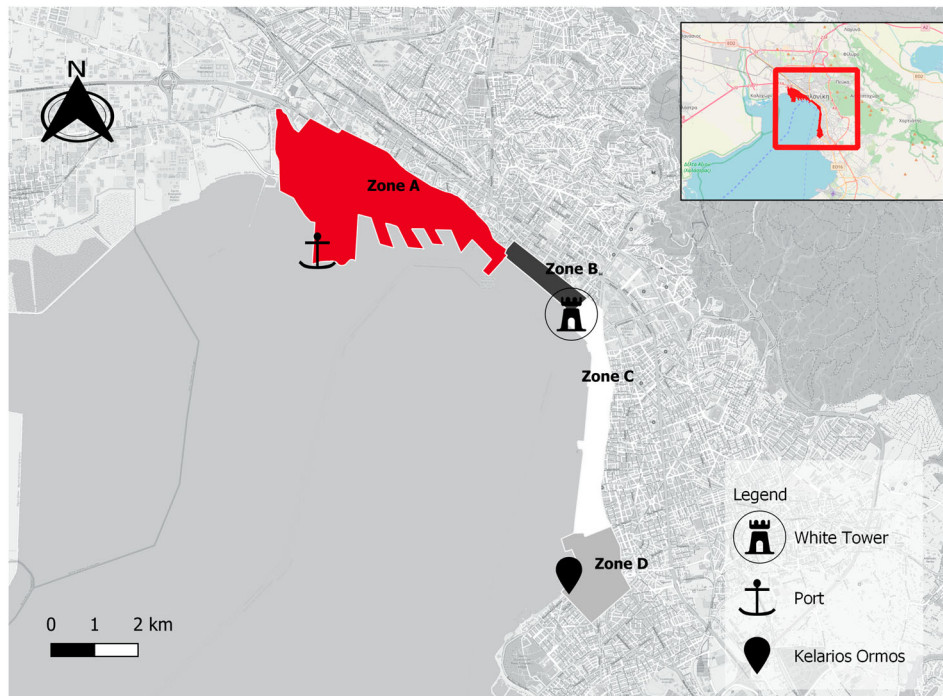 N
Zone A
Zone B
Zone C
Zone D
0 1 2 km
Legend
White Tower
Port
Kelarios Ormos